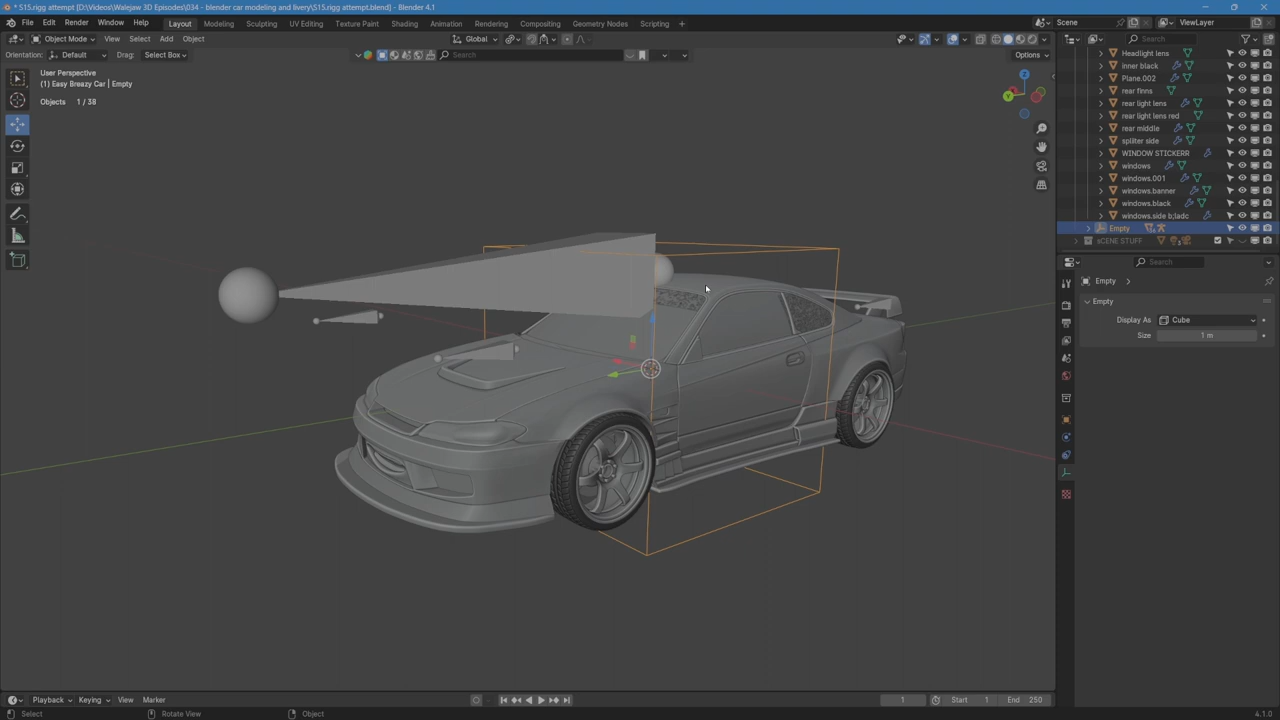 * S15.rigg attempt [D:\Videos\Walejaw 3D Episodes\034 - blender car modeling and livery\S15.rigg attempt.blend] - Blender 4.1
File Edit Render Window Help Layout Modeling Sculpting UV Editing Texture Paint Shading Animation Rendering Compositing Geometry Nodes Scripting + Scene ViewLayer
Object Mode View Select Add Object Global Search
Orientation: Default Drag: Select Box Search Options
User Perspective
(1) Easy Breazy Car | Empty
Objects 1 / 38
Z
Y
Headlight lens
inner black
Plane.002
rear finns
rear light lens
rear light lens red
rear middle
spliiter side
WINDOW STICKERR
windows
windows.001
windows.banner
windows.black
windows.side b;ladc
Empty
sCENE STUFF
Search
Empty
Empty
Display As Cube
Size 1 m
Playback Keying View Marker 1 Start 1 End 250
Select Rotate View Object 4.1.0